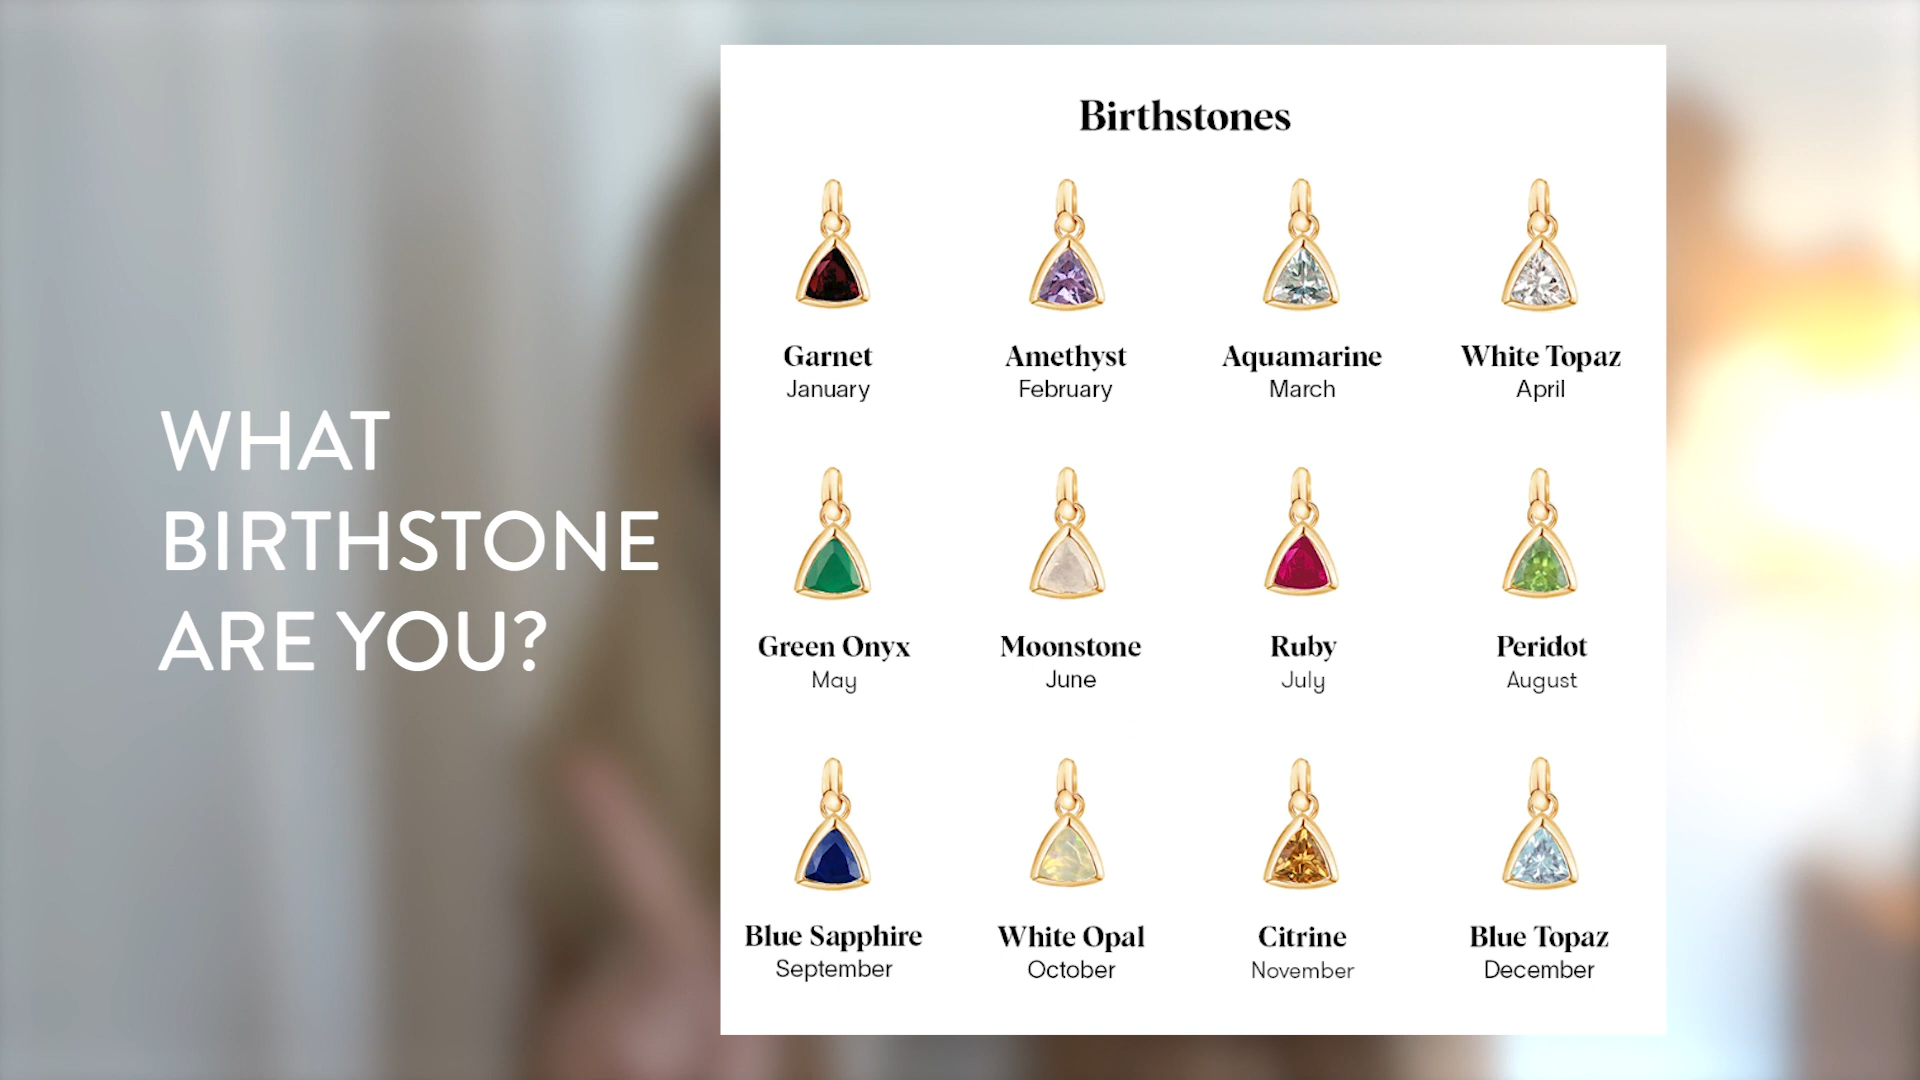 WHAT
BIRTHSTONE
ARE YOU?
Birthstones
Garnet
January
Amethyst
February
Aquamarine
March
White Topaz
April
Green Onyx
May
Moonstone
June
Ruby
July
Peridot
August
Blue Sapphire
September
White Opal
October
Citrine
November
Blue Topaz
December